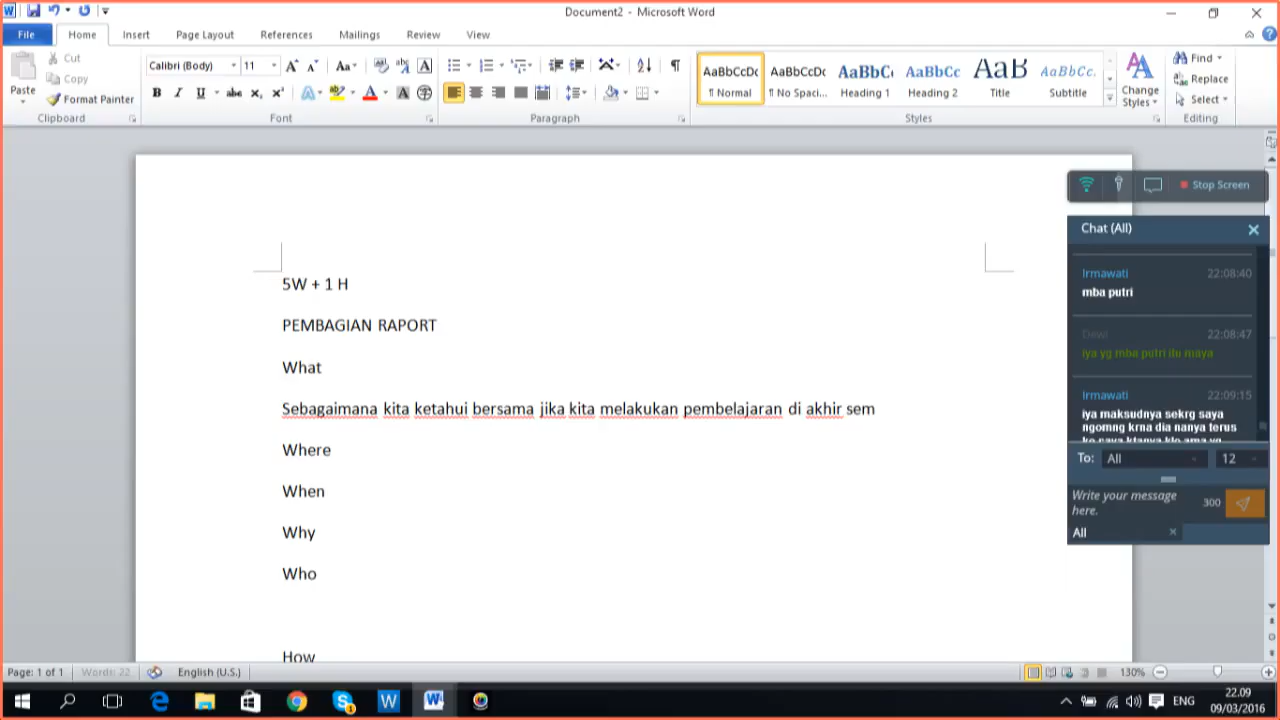 Document2 - Microsoft Word
File Home Insert Page Layout References Mailings Review View
Paste
Cut
Copy
Format Painter
Clipboard
Calibri (Body) 11
Font
Paragraph
AaBbCcDc AaBbCcDc AaBbCc AaBbCc AaB AaBbCc.
¶ Normal ¶ No Spaci... Heading 1 Heading 2 Title Subtitle
Styles
Change Styles
Find
Replace
Select
Editing
5W + 1 H
PEMBAGIAN RAPORT
What
Sebagaimana kita ketahui bersama jika kita melakukan pembelajaran di akhir sem
Where
When
Why
Who
How
Stop Screen
Chat (All)
Irmawati 22:08:40
mba putri
Dewi 22:08:47
iya yg mba putri itu maya
Irmawati 22:09:15
iya maksudnya sekrg saya
ngomng krna dia nanya terus
To: All 12
Write your message here. 300
All
Page: 1 of 1 Words: 22 English (U.S.) 130%
ENG
22.09
09/03/2016